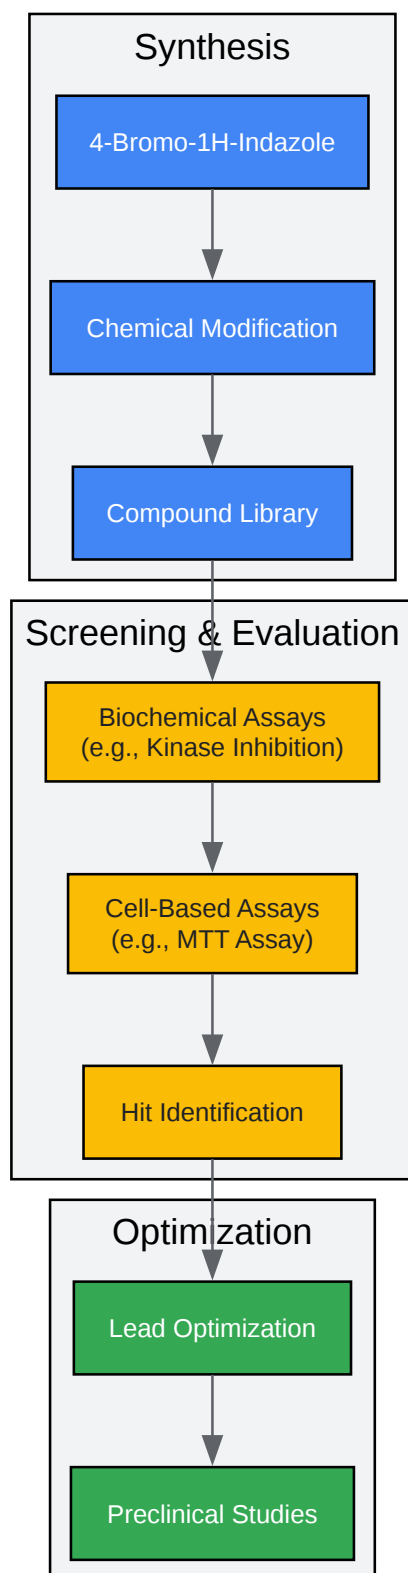 Synthesis
4-Bromo-1H-Indazole
Chemical Modification
Compound Library
Screening & Evaluation
Biochemical Assays
(e.g., Kinase Inhibition)
Cell-Based Assays
(e.g., MTT Assay)
Hit Identification
Optimization
Lead Optimization
Preclinical Studies